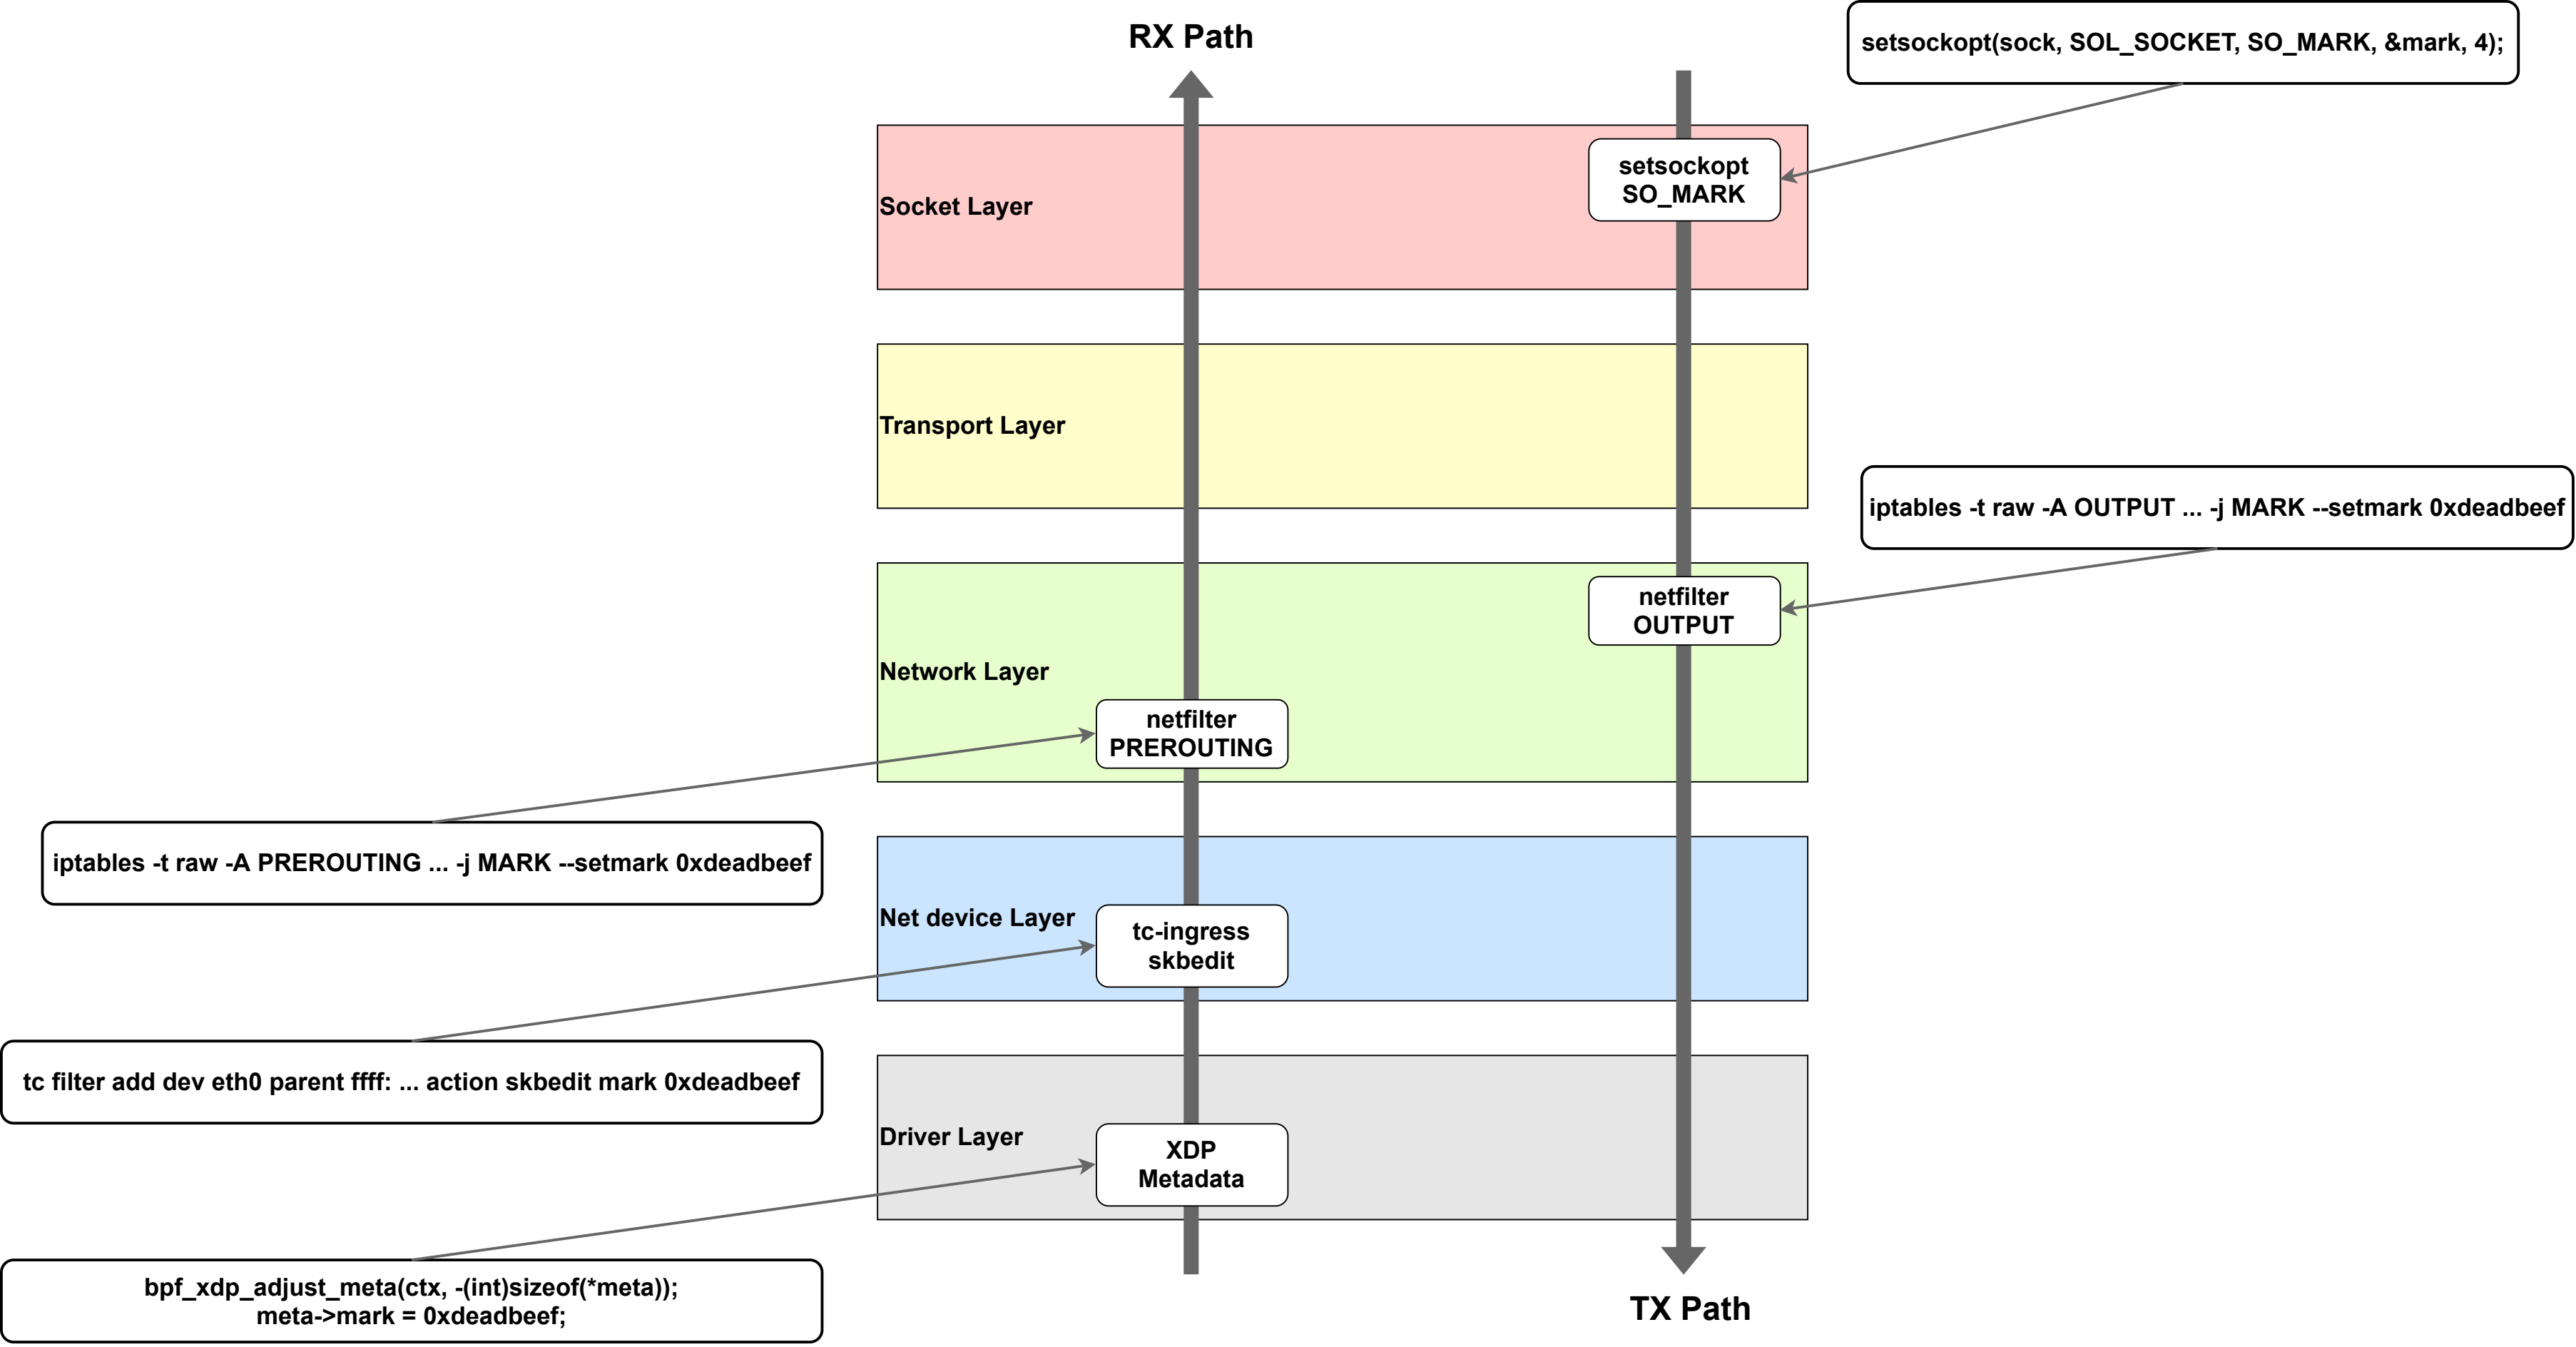 RX Path
setsockopt(sock, SOL_SOCKET, SO_MARK, &mark, 4);
setsockopt
SO_MARK
Socket Layer
Transport Layer
iptables -t raw -A OUTPUT ... -j MARK --setmark 0xdeadbeef
netfilter
OUTPUT
Network Layer
netfilter
PREROUTING
iptables -t raw -A PREROUTING ... -j MARK --setmark 0xdeadbeef
Net device Layer
tc-ingress
skbedit
tc filter add dev eth0 parent ffff: ... action skbedit mark 0xdeadbeef
Driver Layer
XDP
Metadata
bpf_xdp_adjust_meta(ctx, -(int)sizeof(*meta));
meta->mark = 0xdeadbeef;
TX Path